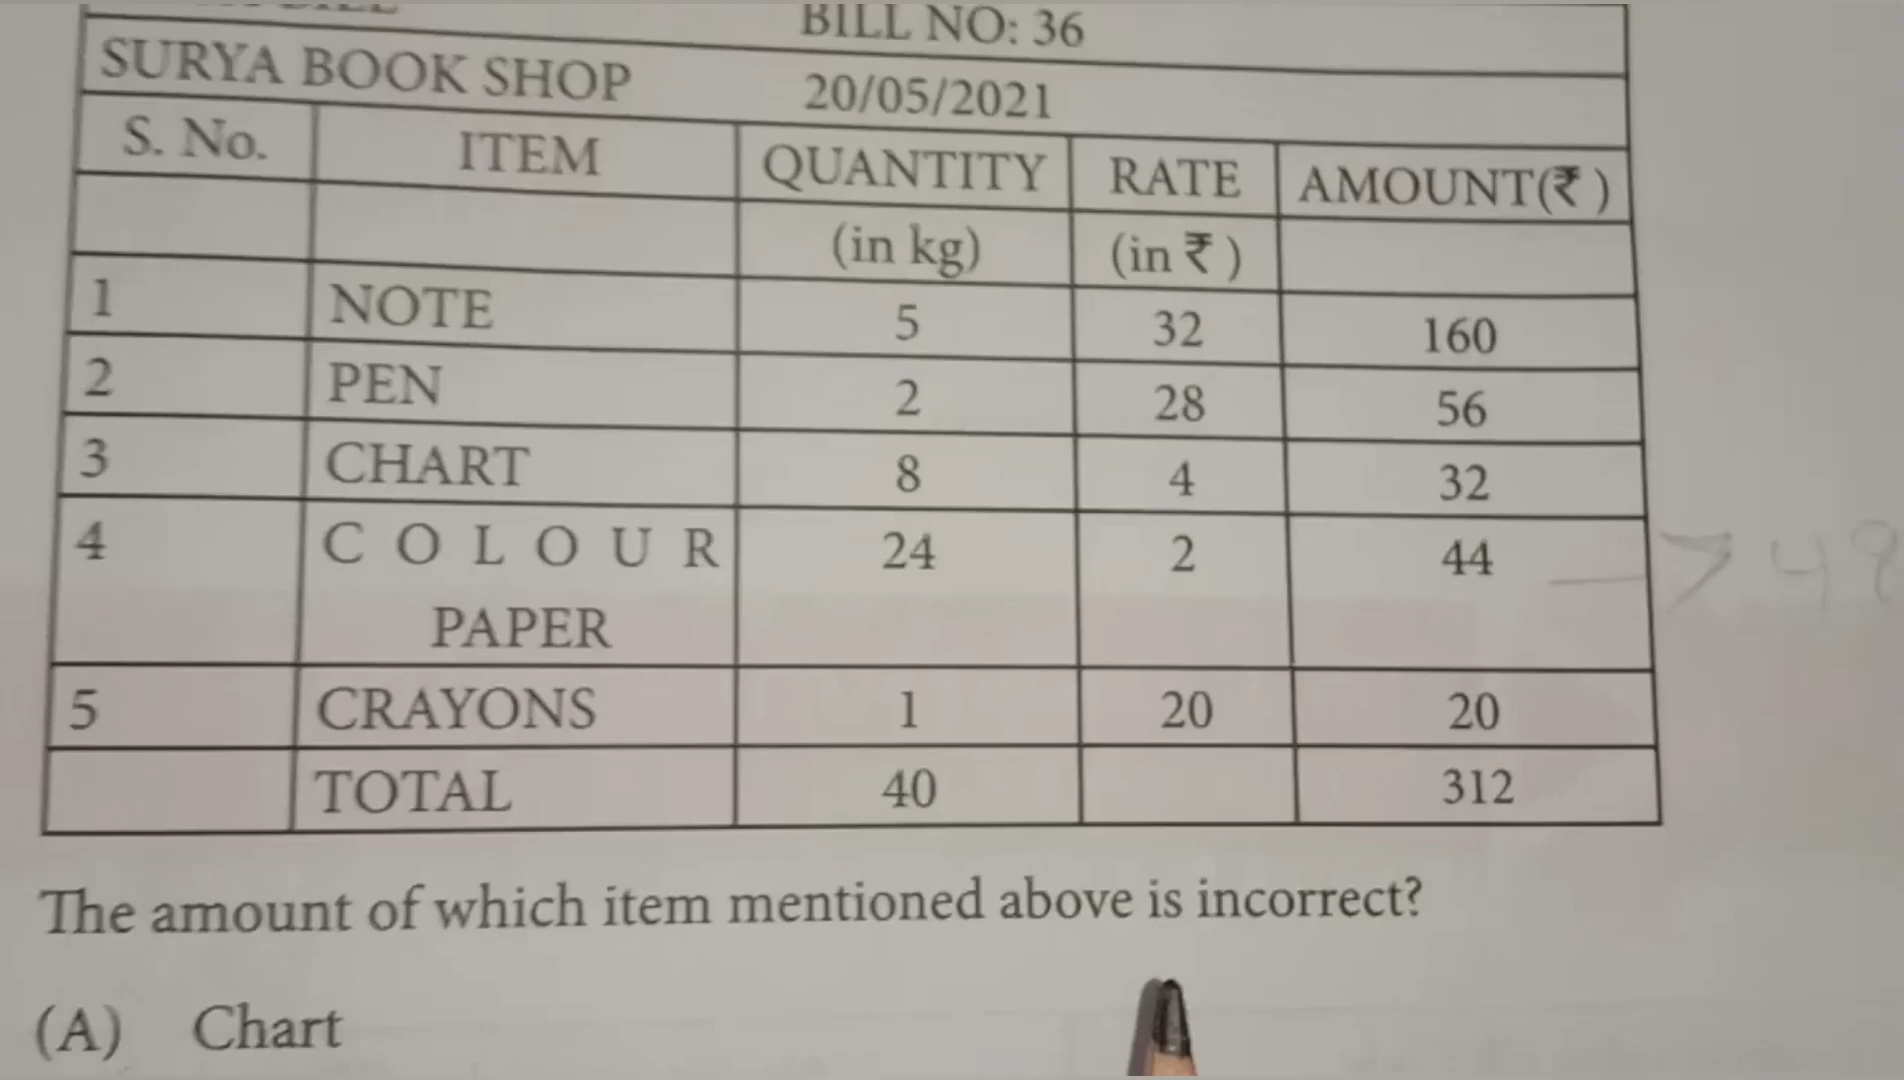 BILL NO: 36
SURYA BOOK SHOP 20/05/2021
S. No. ITEM QUANTITY RATE AMOUNT(₹)
(in kg) (in ₹)
1 NOTE 5 32 160
2 PEN 2 28 56
3 CHART 8 4 32
4 COLOUR 24 2 44 48
PAPER
5 CRAYONS 1 20 20
TOTAL 40 312
The amount of which item mentioned above is incorrect?
(A) Chart